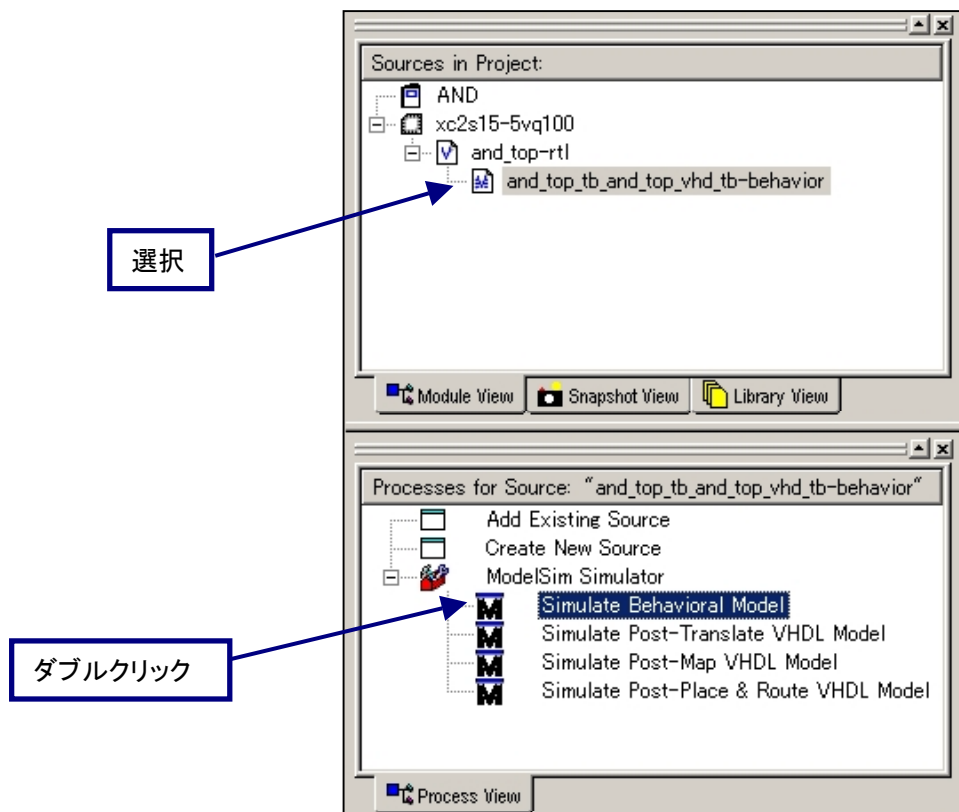 Sources in Project:
AND
xc2s15-5vq100
and_top-rtl
and_top_tb_and_top_vhd_tb-behavior
選択
Module View
Snapshot View
Library View
Processes for Source: "and_top_tb_and_top_vhd_tb-behavior"
Add Existing Source
Create New Source
ModelSim Simulator
Simulate Behavioral Model
Simulate Post-Translate VHDL Model
Simulate Post-Map VHDL Model
Simulate Post-Place & Route VHDL Model
ダブルクリック
Process View